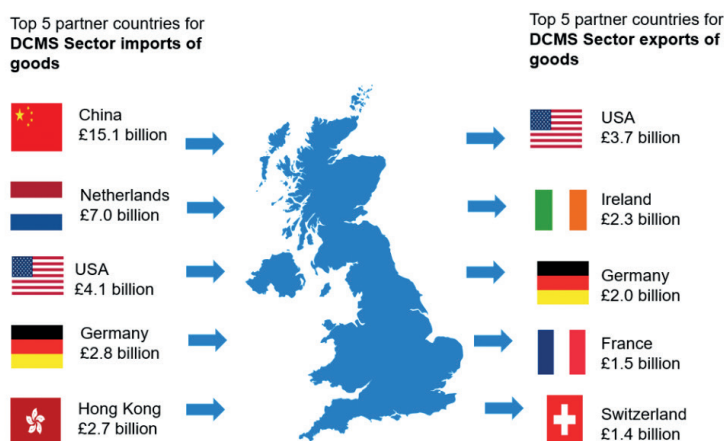 Top 5 partner countries for
DCMS Sector imports of
goods
China
£15.1 billion
Netherlands
£7.0 billion
USA
£4.1 billion
Germany
£2.8 billion
Hong Kong
£2.7 billion
Top 5 partner countries for
DCMS Sector exports of
goods
USA
£3.7 billion
Ireland
£2.3 billion
Germany
£2.0 billion
France
£1.5 billion
Switzerland
£1.4 billion